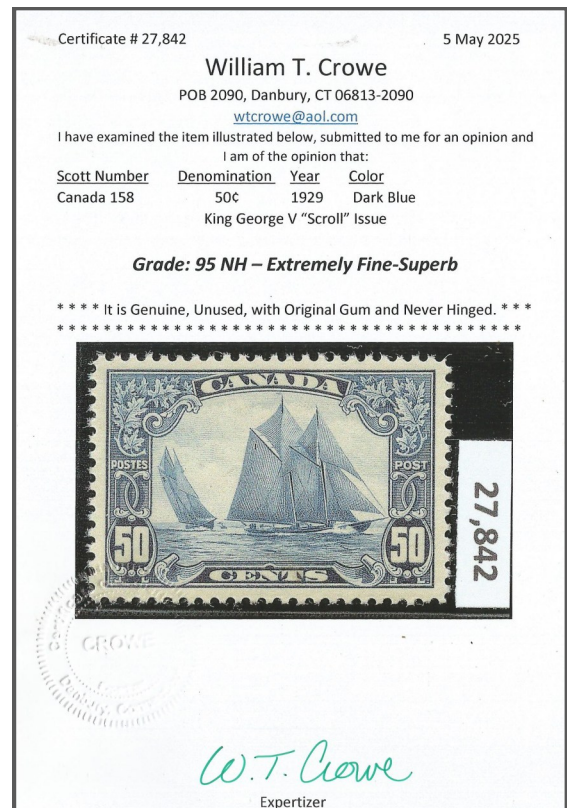 Certificate # 27,842 5 May 2025
William T. Crowe
POB 2090, Danbury, CT 06813-2090
wtcrowe@aol.com
I have examined the item illustrated below, submitted to me for an opinion and
I am of the opinion that:
Scott Number Denomination Year Color
Canada 158 50¢ 1929 Dark Blue
King George V “Scroll” Issue
Grade: 95 NH – Extremely Fine-Superb
* * * * It is Genuine, Unused, with Original Gum and Never Hinged. * * *
* * * * * * * * * * * * * * * * * * * * * * * * * * * * * * * * * * * * * * * *
CANADA
POSTES POST
50 50
CENTS
27,842
CROWE
Danbury,
W.T. Crowe
Expertizer